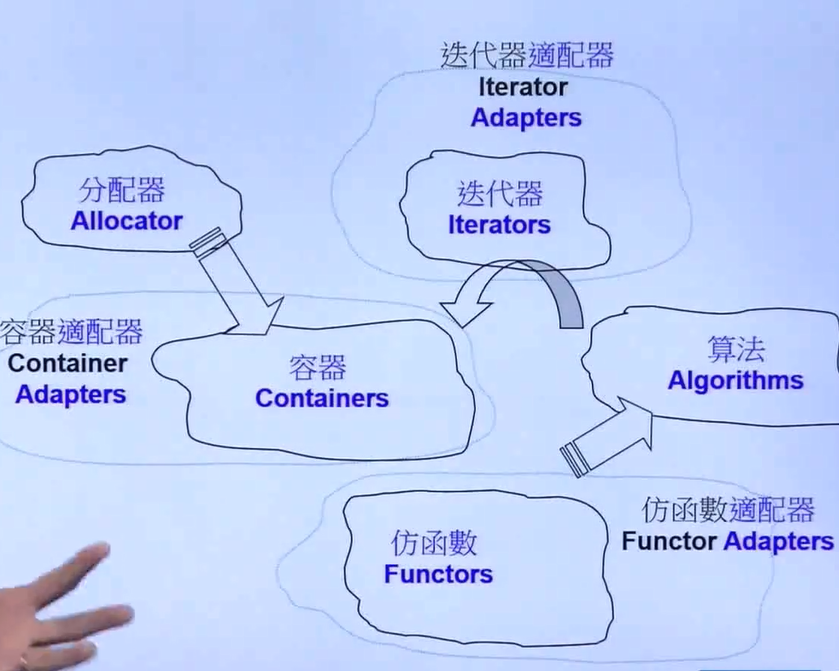 迭代器適配器
Iterator
Adapters
分配器
Allocator
迭代器
Iterators
容器適配器
Container
Adapters
容器
Containers
算法
Algorithms
仿函數
Functors
仿函數適配器
Functor Adapters